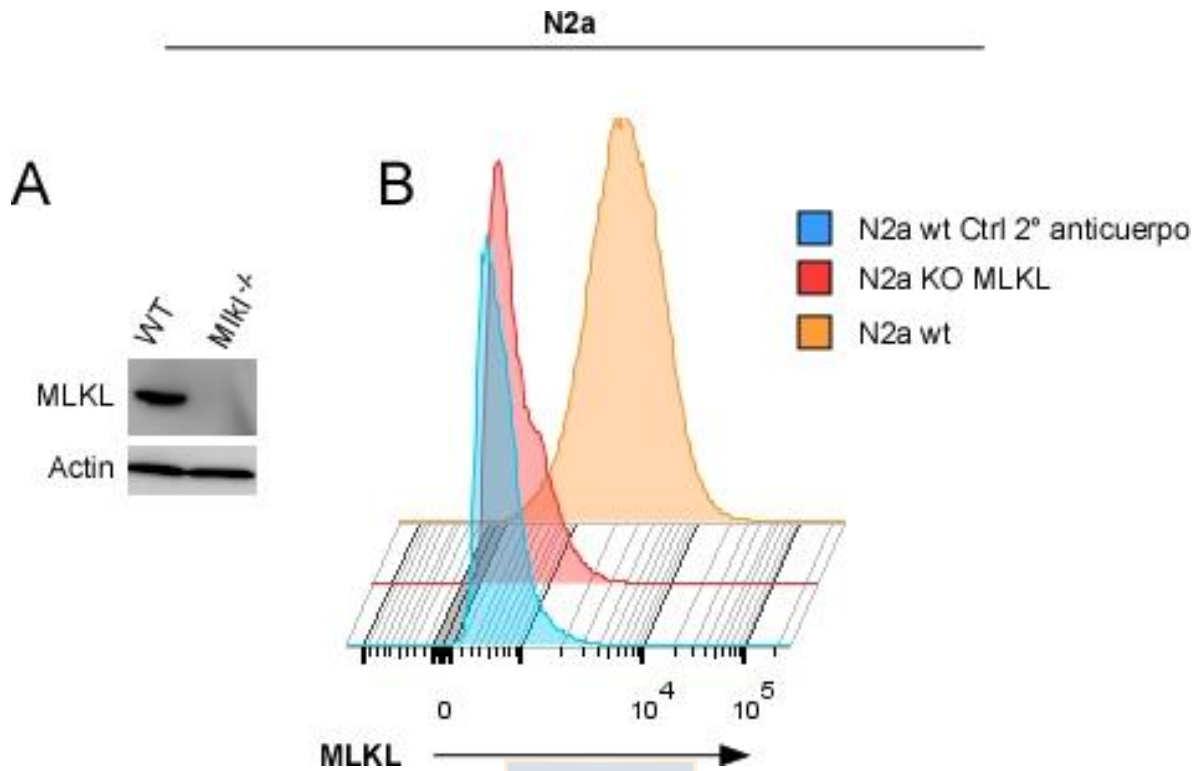 N2a
A
B
WT
Mlkl -/-
MLKL
Actin
N2a wt Ctrl 2° anticuerpo
N2a KO MLKL
N2a wt
0
10 4
10 5
MLKL